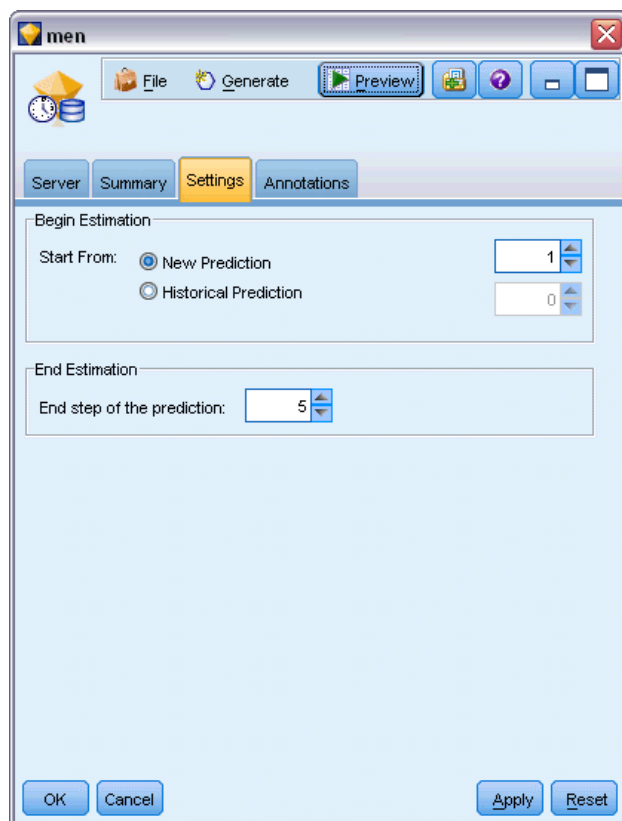 men
File Generate Preview
Server Summary Settings Annotations
Begin Estimation
Start From: New Prediction 1
Historical Prediction 0
End Estimation
End step of the prediction: 5
OK Cancel Apply Reset